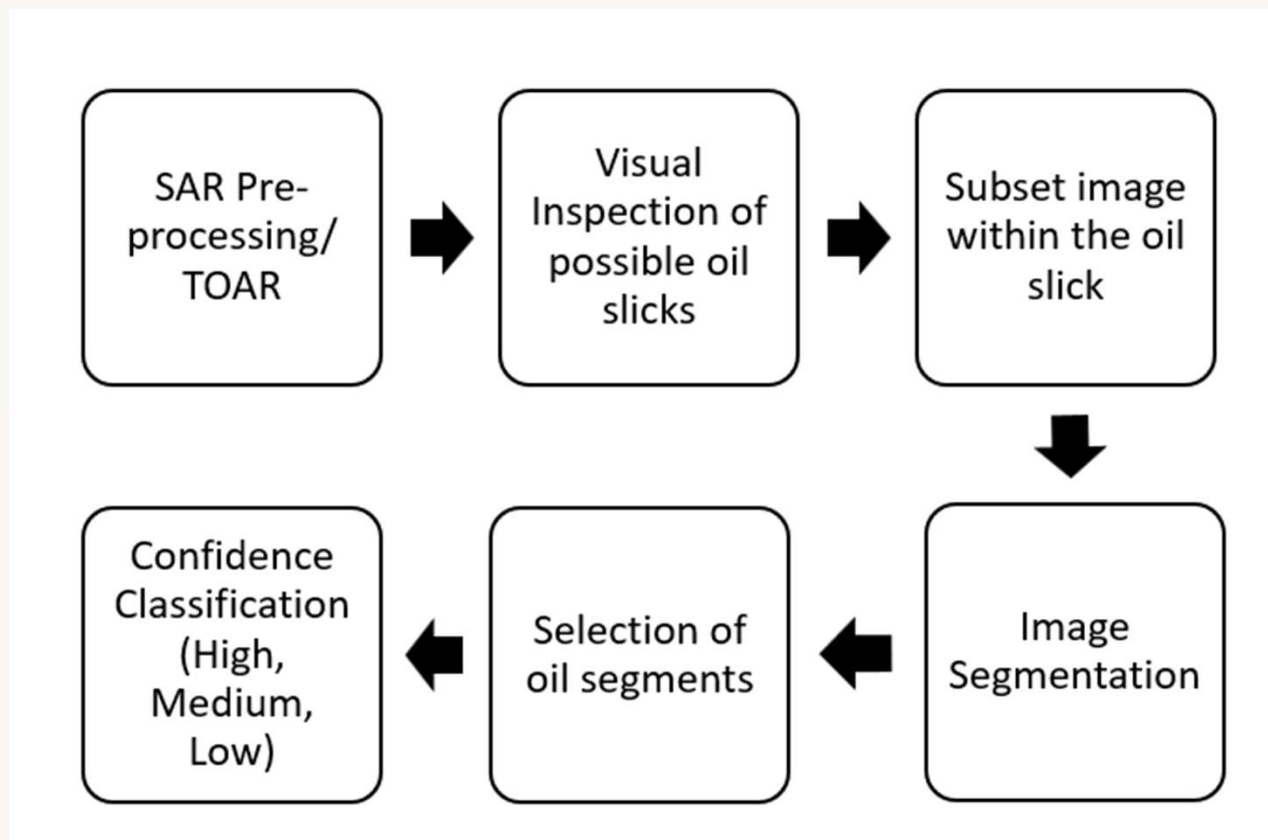 SAR Pre-
processing/
TOAR
Visual
Inspection of
possible oil
slicks
Subset image
within the oil
slick
Image
Segmentation
Selection of
oil segments
Confidence
Classification
(High,
Medium,
Low)